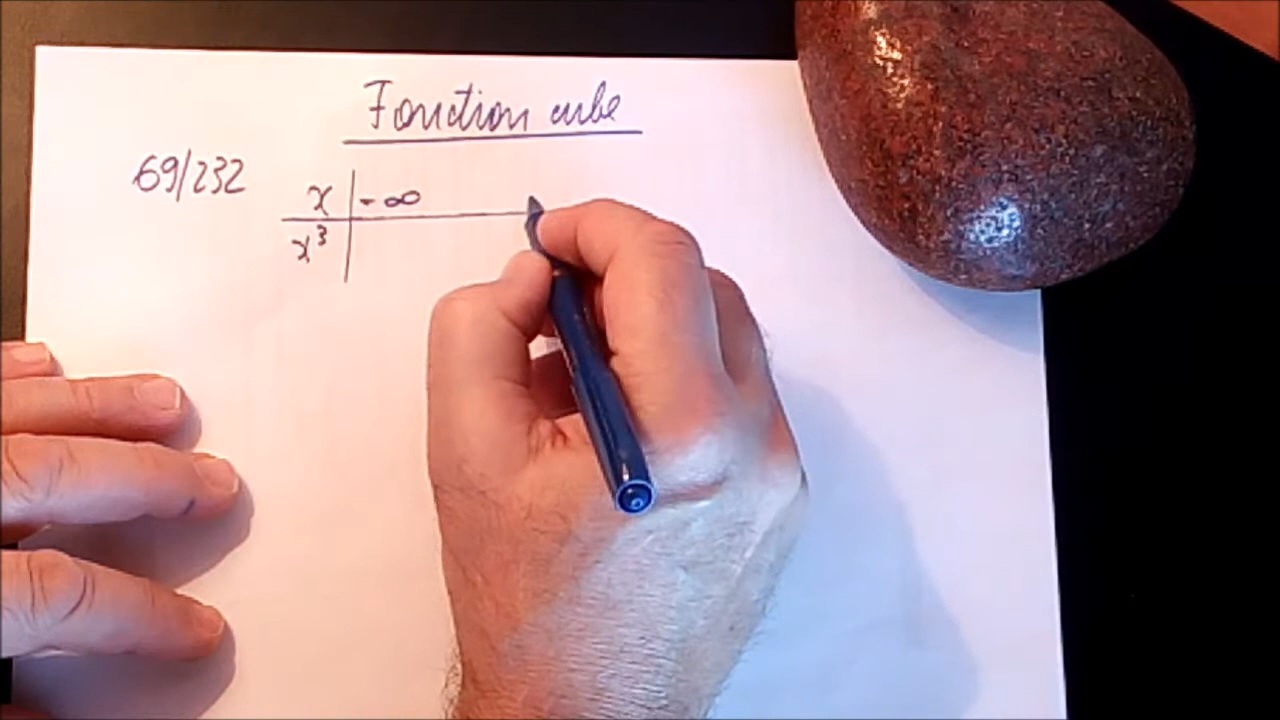 Fonction cube
69/232
x -∞
x³